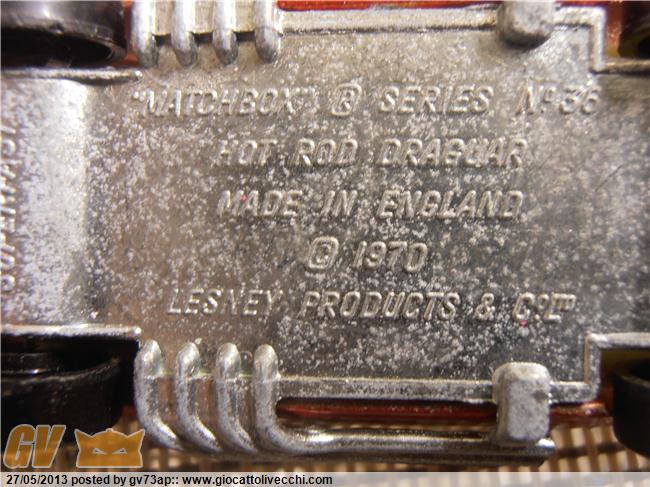 "MATCHBOX" ® SERIES Nº 36
HOT ROD DRAGUAR
MADE IN ENGLAND
© 1970
LESNEY PRODUCTS & Cº Lᵀᴰ
SUPERFAST
GV
27/05/2013 posted by gv73ap:: www.giocattolivecchi.com